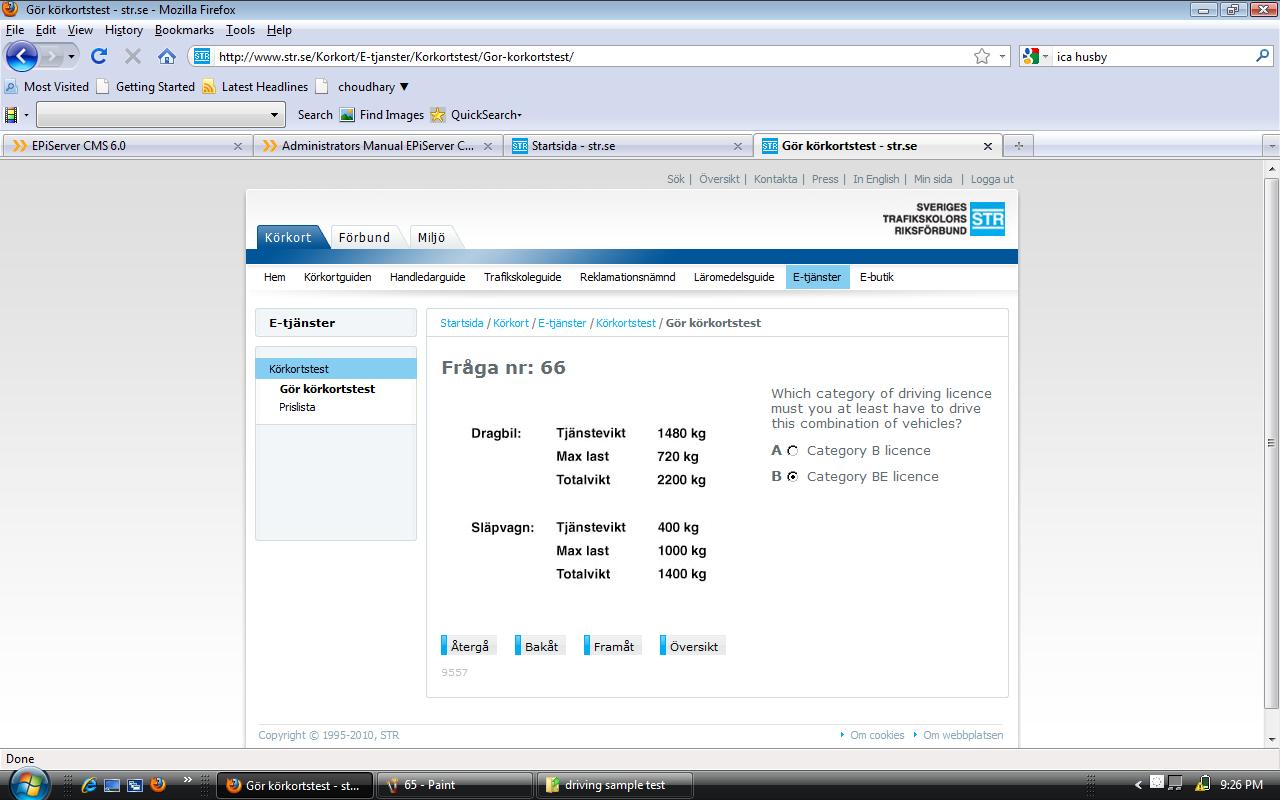 Gör körkortstest - str.se - Mozilla Firefox
File Edit View History Bookmarks Tools Help
http://www.str.se/Korkort/E-tjanster/Korkortstest/Gor-korkortstest/
ica husby
Most Visited Getting Started Latest Headlines choudhary
Search Find Images QuickSearch
EPiServer CMS 6.0
Administrators Manual EPiServer C...
Startsida - str.se
Gör körkortstest - str.se
Sök | Översikt | Kontakta | Press | In English | Min sida | Logga ut
SVERIGES
TRAFIKSKOLORS
RIKSFÖRBUND
STR
Körkort Förbund Miljö
Hem Körkortguiden Handledarguide Trafikskoleguide Reklamationsnämnd Läromedelsguide E-tjänster E-butik
E-tjänster
Körkortstest
Gör körkortstest
Prislista
Startsida / Körkort / E-tjänster / Körkortstest / Gör körkortstest
Fråga nr: 66
Dragbil: Tjänstevikt 1480 kg
Max last 720 kg
Totalvikt 2200 kg
Släpvagn: Tjänstevikt 400 kg
Max last 1000 kg
Totalvikt 1400 kg
Which category of driving licence
must you at least have to drive
this combination of vehicles?
A Category B licence
B Category BE licence
Återgå Bakåt Framåt Översikt
9557
Copyright © 1995-2010, STR
Om cookies Om webbplatsen
Done
Gör körkortstest - st...
65 - Paint
driving sample test
9:26 PM